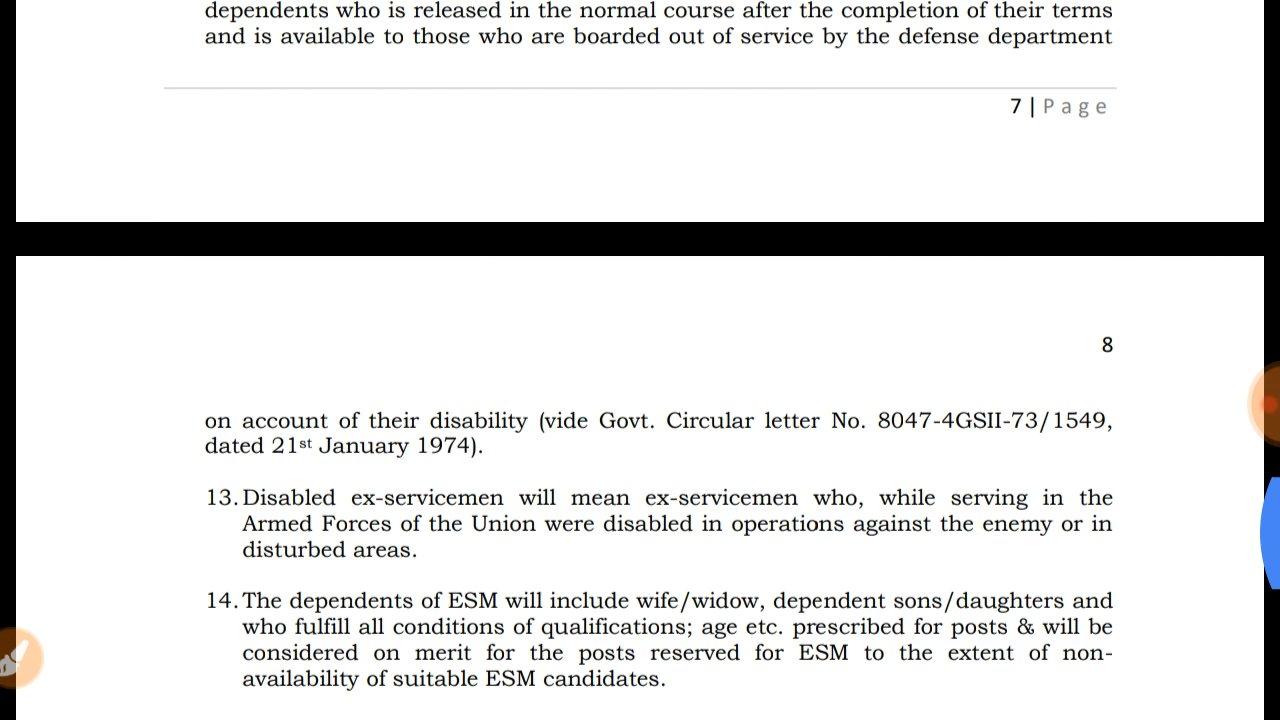 dependents who is released in the normal course after the completion of their terms
and is available to those who are boarded out of service by the defense department
7 | Page
8
on account of their disability (vide Govt. Circular letter No. 8047-4GSII-73/1549,
dated 21st January 1974).
13. Disabled ex-servicemen will mean ex-servicemen who, while serving in the
Armed Forces of the Union were disabled in operations against the enemy or in
disturbed areas.
14. The dependents of ESM will include wife/widow, dependent sons/daughters and
who fulfill all conditions of qualifications; age etc. prescribed for posts & will be
considered on merit for the posts reserved for ESM to the extent of non-
availability of suitable ESM candidates.